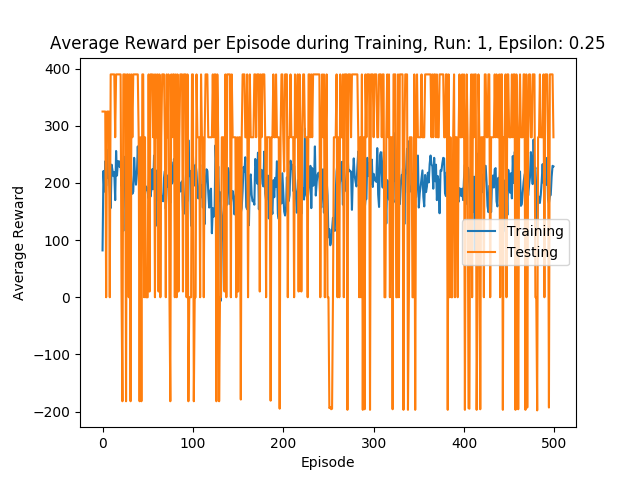 Average Reward per Episode during Training, Run: 1, Epsilon: 0.25
Average Reward
400
300
200
100
0
−100
−200
Training
Testing
0
100
200
300
400
500
Episode